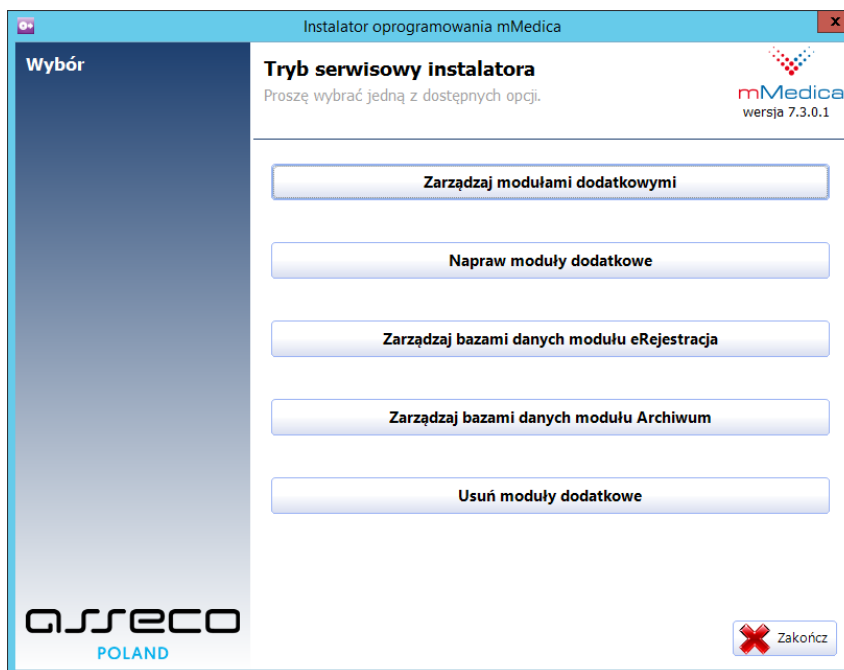 Instalator oprogramowania mMedica
x
Wybór
Tryb serwisowy instalatora
Proszę wybrać jedną z dostępnych opcji.
mMedica
wersja 7.3.0.1
Zarządzaj modułami dodatkowymi
Napraw moduły dodatkowe
Zarządzaj bazami danych modułu eRejestracja
Zarządzaj bazami danych modułu Archiwum
Usuń moduły dodatkowe
asseco
POLAND
Zakończ